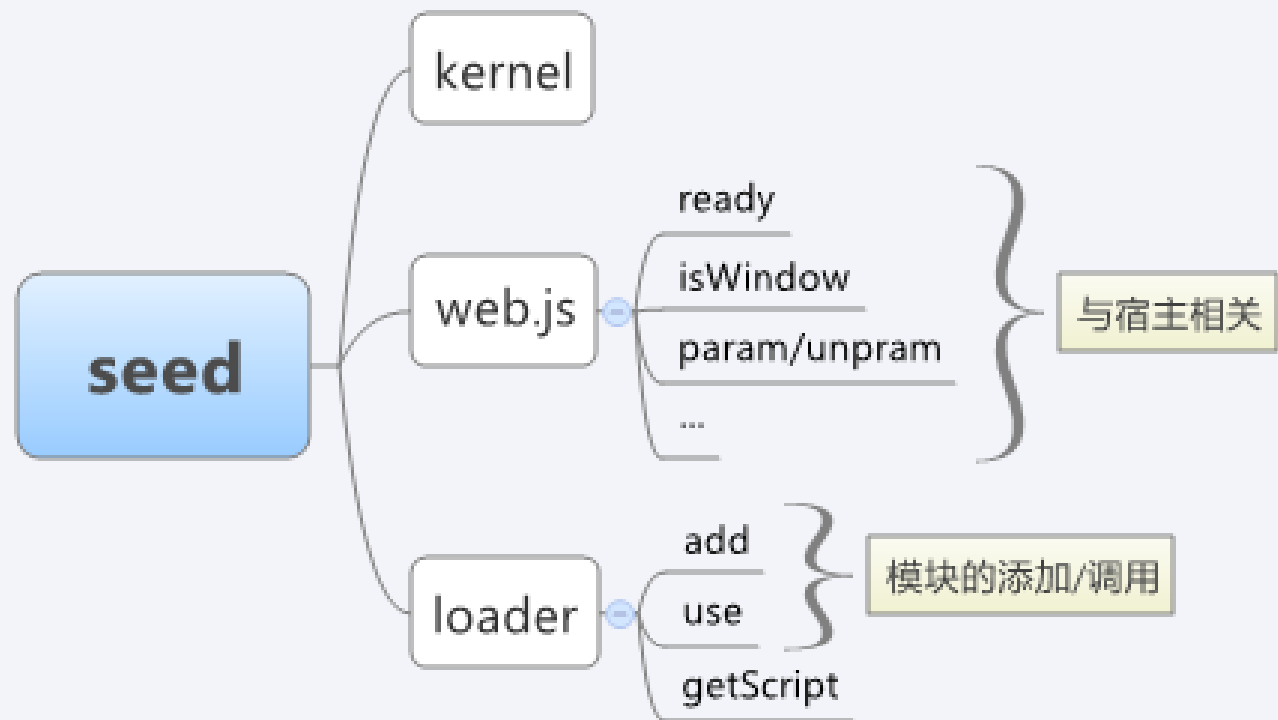 seed
kernel
web.js
ready
isWindow
param/unpram
...
与宿主相关
loader
add
use
getScript
模块的添加/调用